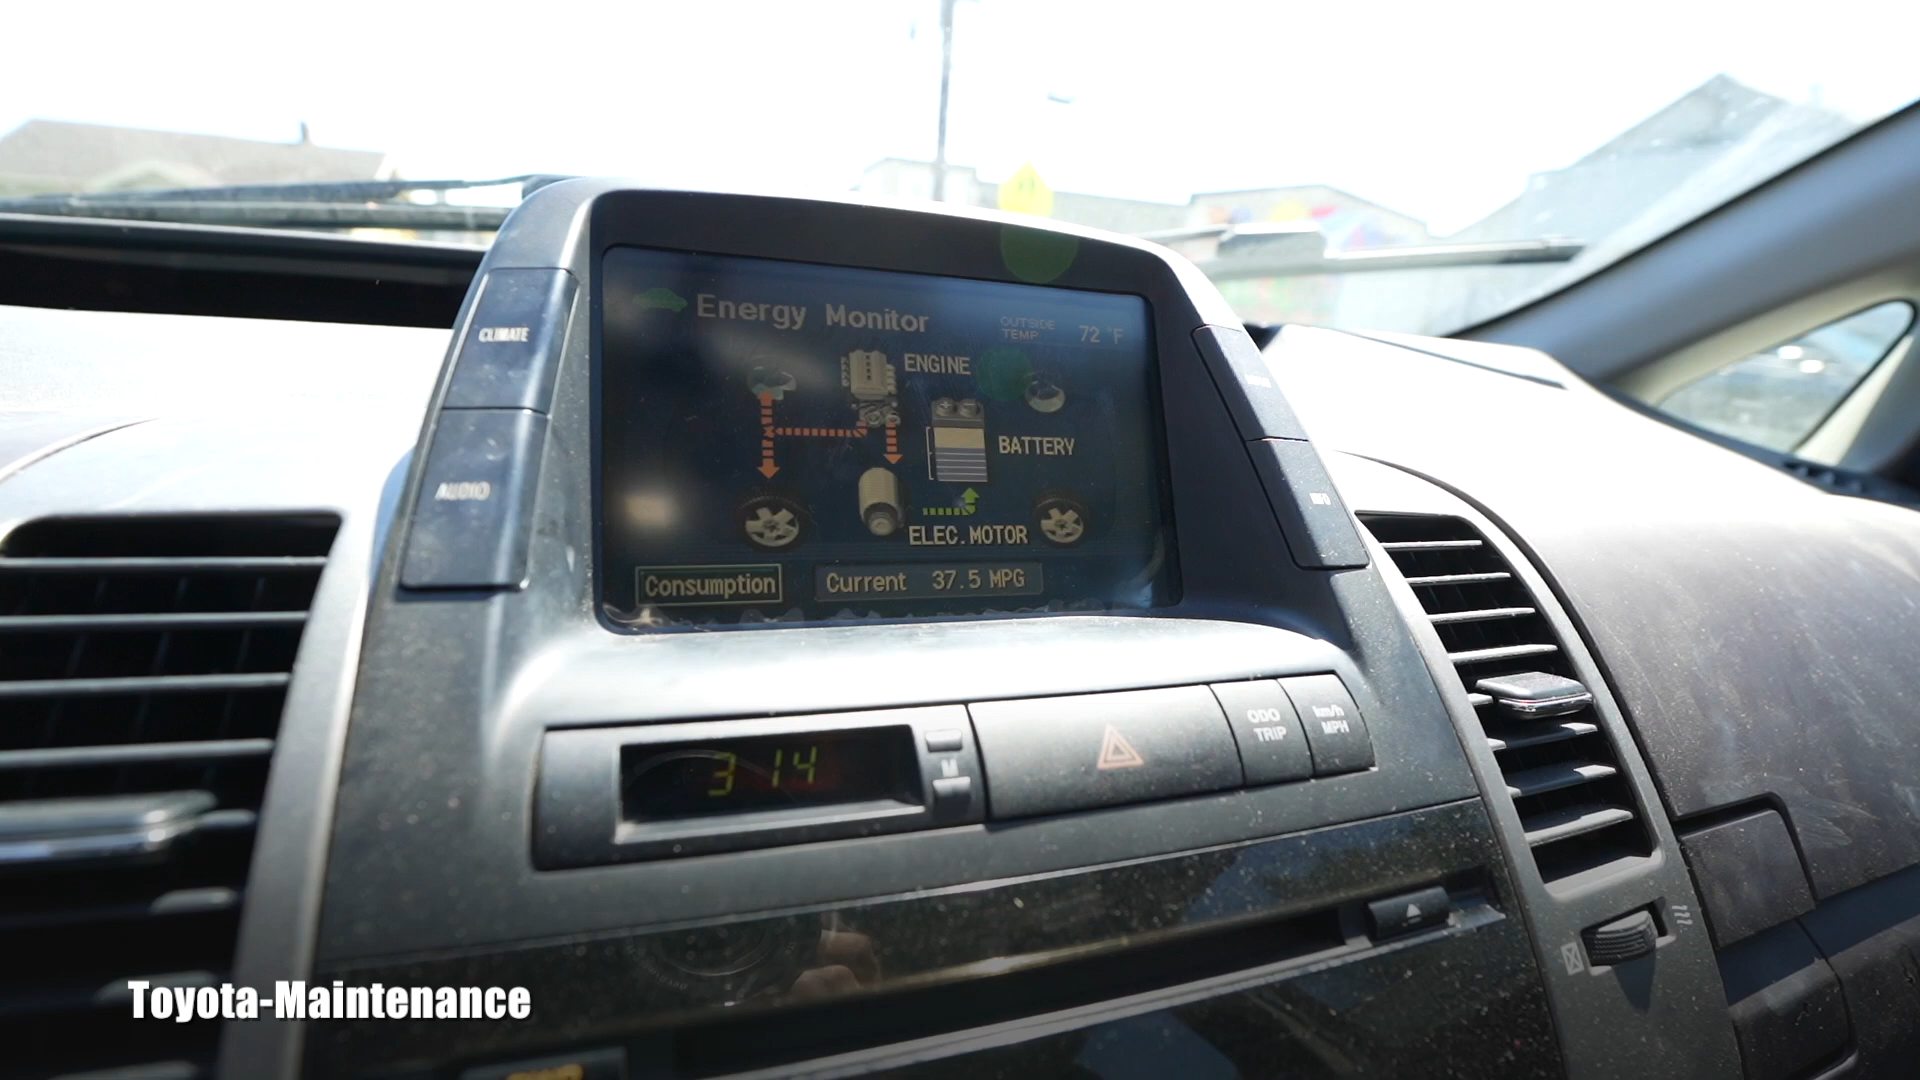 Energy Monitor
OUTSIDE
TEMP
72 °F
CLIMATE
ENGINE
BATTERY
AUDIO
INFO
ELEC.MOTOR
Consumption
Current 37.5 MPG
3 14
M
ODO
TRIP
km/h
MPH
Toyota-Maintenance